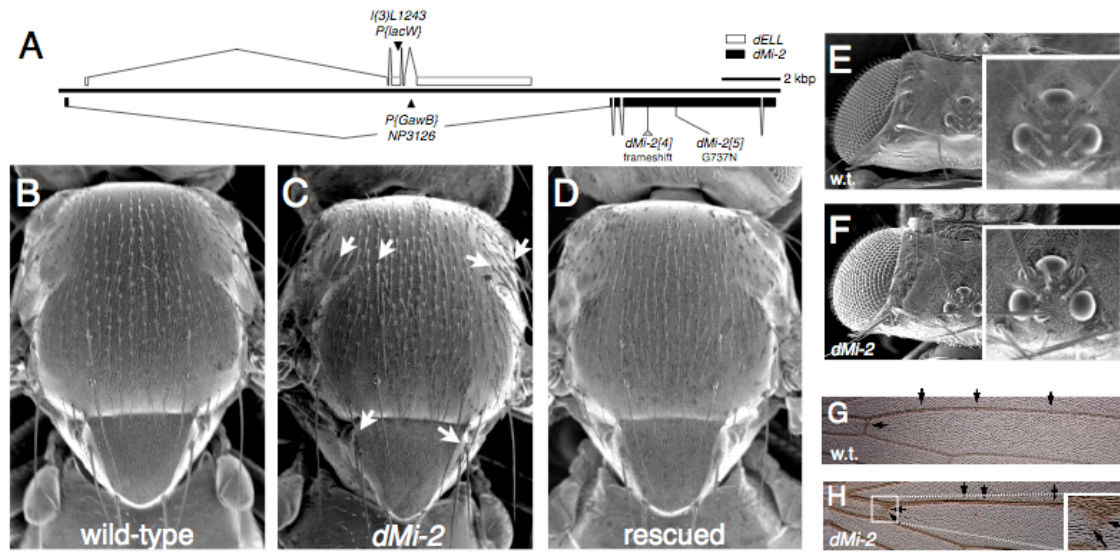 A
l(3)L1243
P{lacW}
dELL
dMi-2
2 kbp
P{GawB}
NP3126
dMi-2[4]
frameshift
dMi-2[5]
G737N
B
wild-type
C
dMi-2
D
rescued
E
w.t.
F
dMi-2
G
w.t.
H
dMi-2